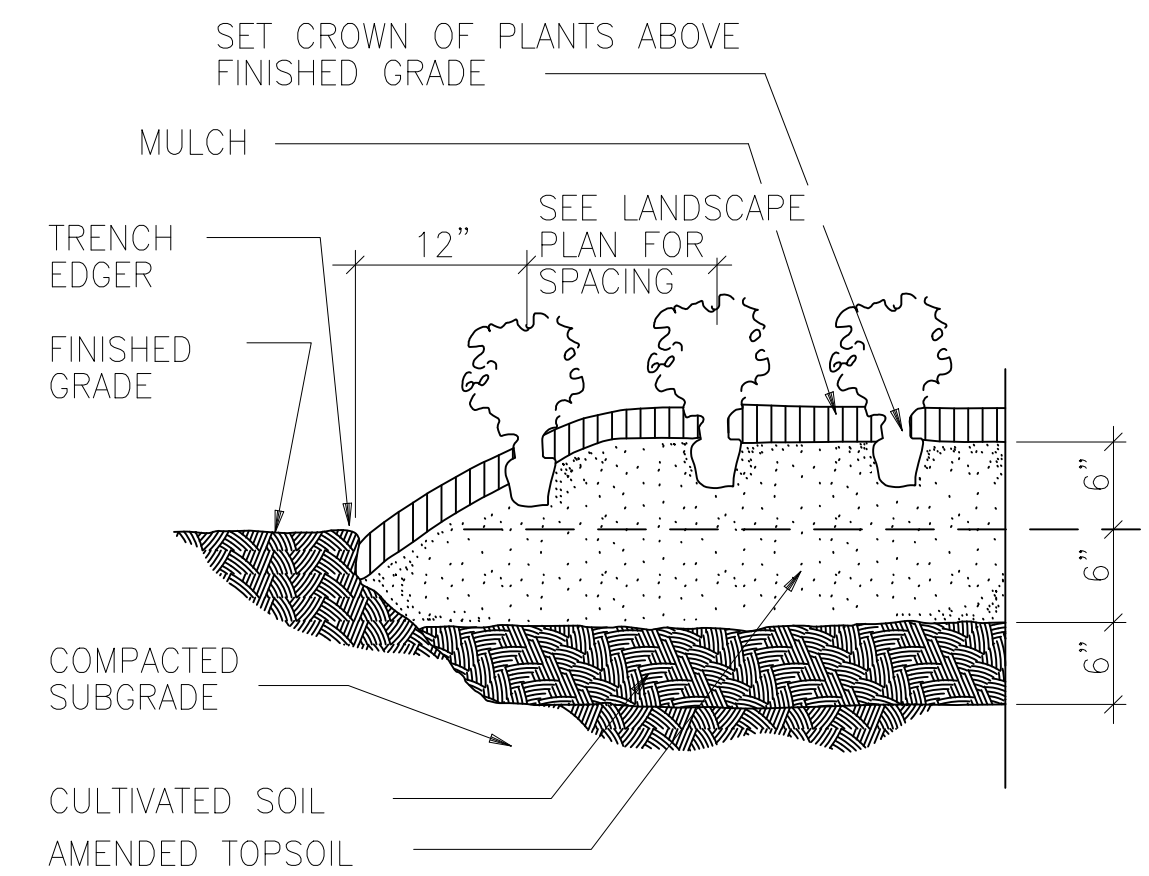 SET CROWN OF PLANTS ABOVE
FINISHED GRADE
MULCH
SEE LANDSCAPE
PLAN FOR
SPACING
12”
TRENCH
EDGER
FINISHED
GRADE
6”
6”
6”
COMPACTED
SUBGRADE
CULTIVATED SOIL
AMENDED TOPSOIL